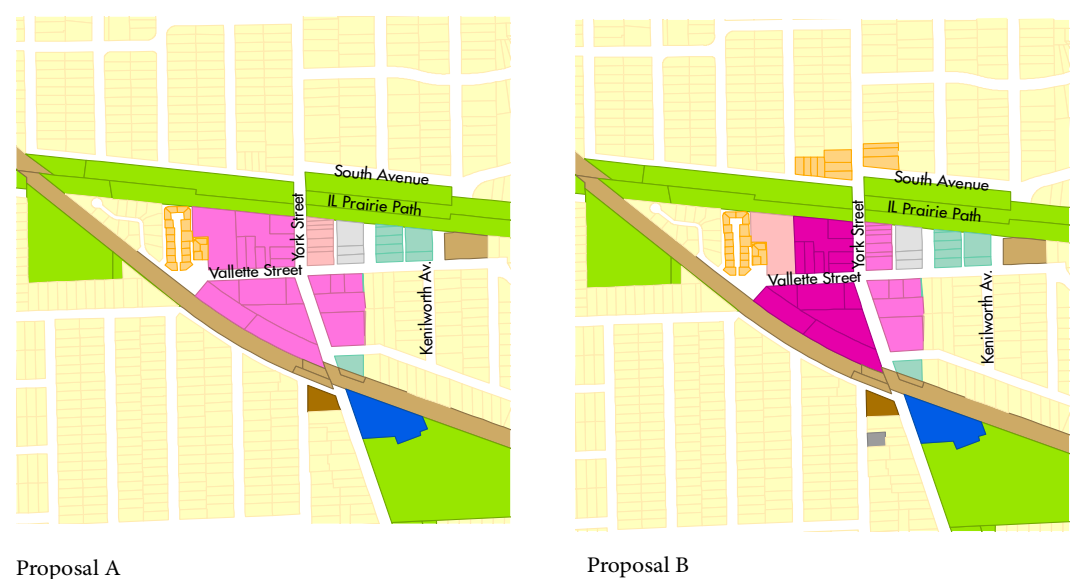 South Avenue
IL Prairie Path
York Street
Vallette Street
Kenilworth Av.
Proposal A
South Avenue
IL Prairie Path
York Street
Vallette Street
Kenilworth Av.
Proposal B